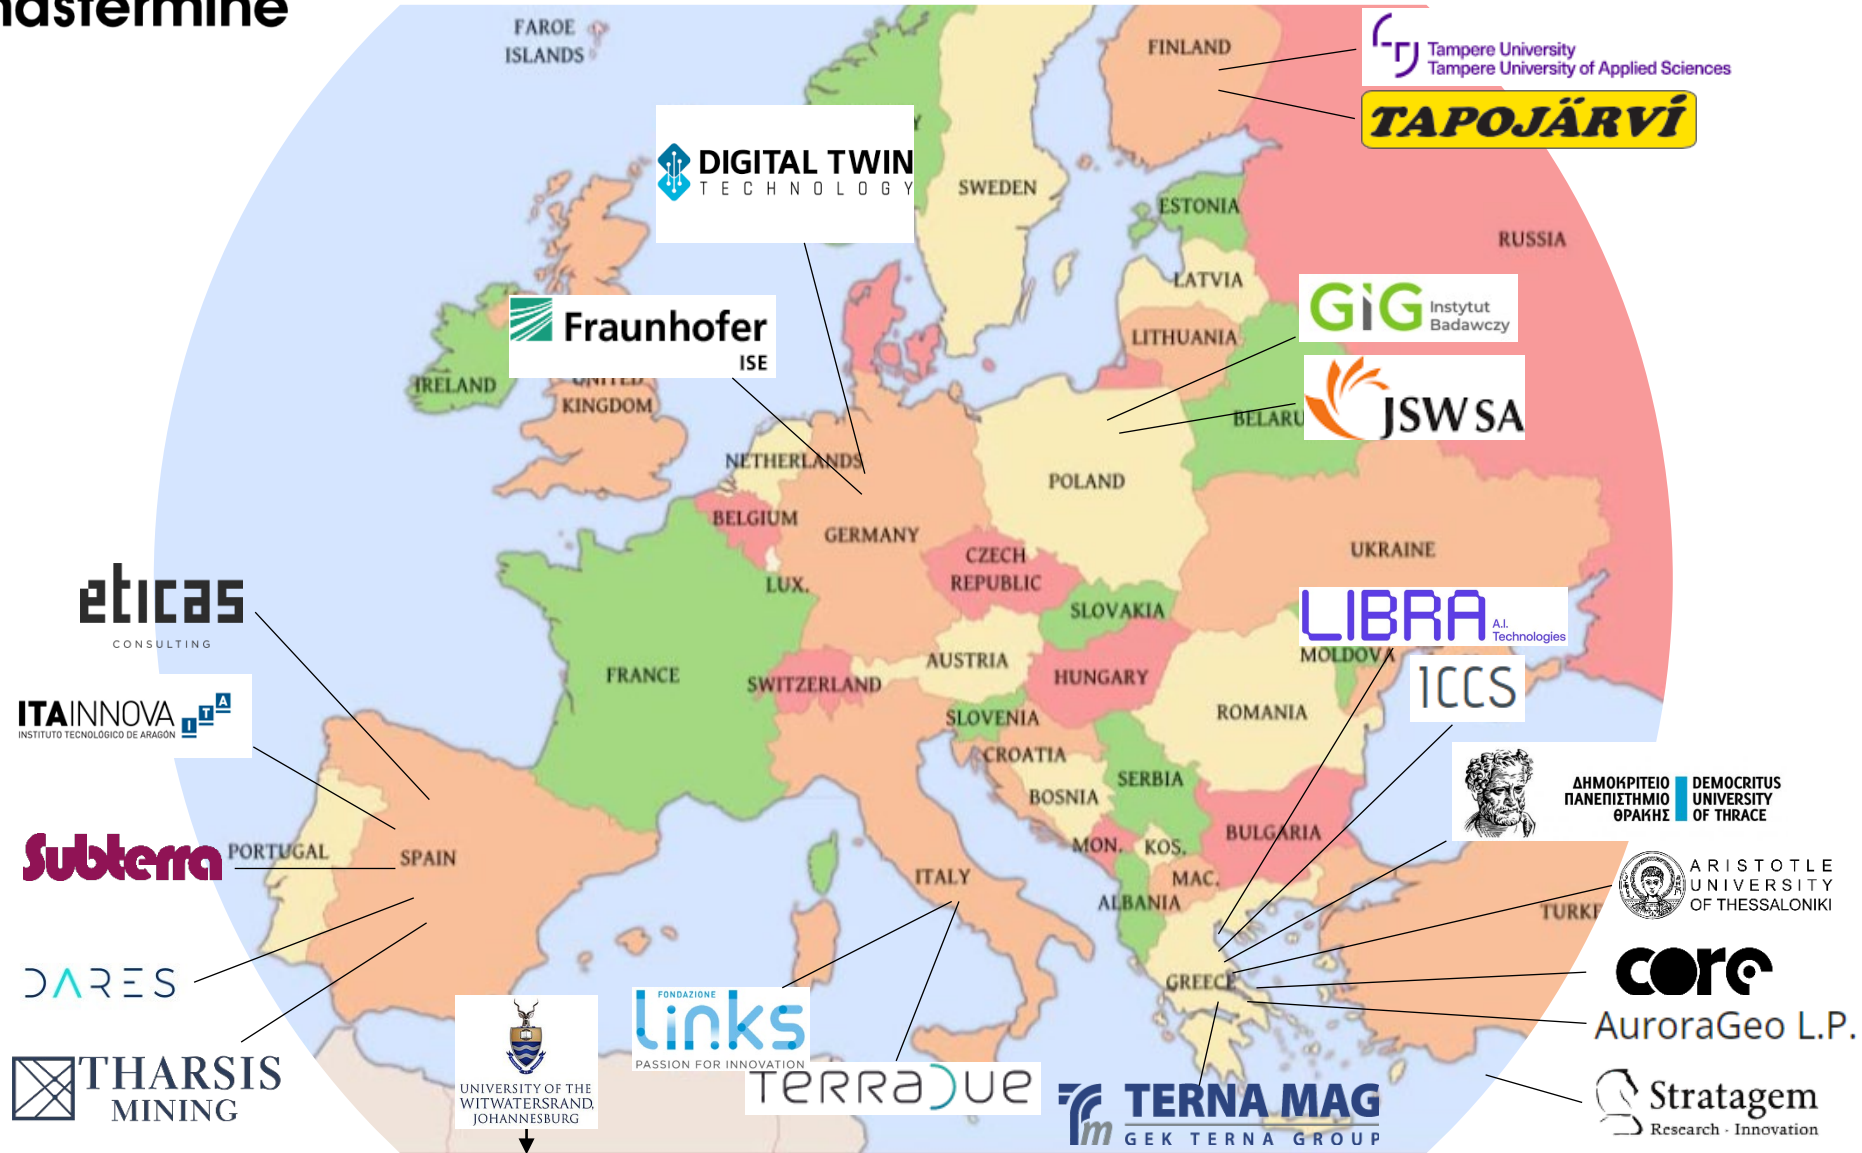 mastermine
FAROE
ISLANDS
FINLAND
Tampere University
Tampere University of Applied Sciences
TAPOJÄRVI
DIGITAL TWIN
TECHNOLOGY
SWEDEN
ESTONIA
RUSSIA
LATVIA
GiG Instytut
Badawczy
Fraunhofer
ISE
LITHUANIA
IRELAND
UNITED
KINGDOM
JSW SA
BELARU
NETHERLANDS
POLAND
BELGIUM
GERMANY
UKRAINE
CZECH
REPUBLIC
LUX.
SLOVAKIA
eticas
CONSULTING
LIBRA A.I.
Technologies
MOLDOVA
AUSTRIA
FRANCE
SWITZERLAND
HUNGARY
ICCS
ITAINNOVA ITA
INSTITUTO TECNOLÓGICO DE ARAGÓN
SLOVENIA
ROMANIA
CROATIA
SERBIA
BOSNIA
ΔΗΜΟΚΡΙΤΕΙΟ
ΠΑΝΕΠΙΣΤΗΜΙΟ
ΘΡΑΚΗΣ
DEMOCRITUS
UNIVERSITY
OF THRACE
BULGARIA
MON.
KOS.
Subterra
PORTUGAL
SPAIN
ITALY
MAC.
ALBANIA
TURKE
ARISTOTLE
UNIVERSITY
OF THESSALONIKI
DARES
GREECE
core
AuroraGeo L.P.
FONDAZIONE
Links
PASSION FOR INNOVATION
THARSIS
MINING
UNIVERSITY OF THE
WITWATERSRAND,
JOHANNESBURG
TERRADUE
TERNA MAG
GEK TERNA GROUP
Stratagem
Research - Innovation